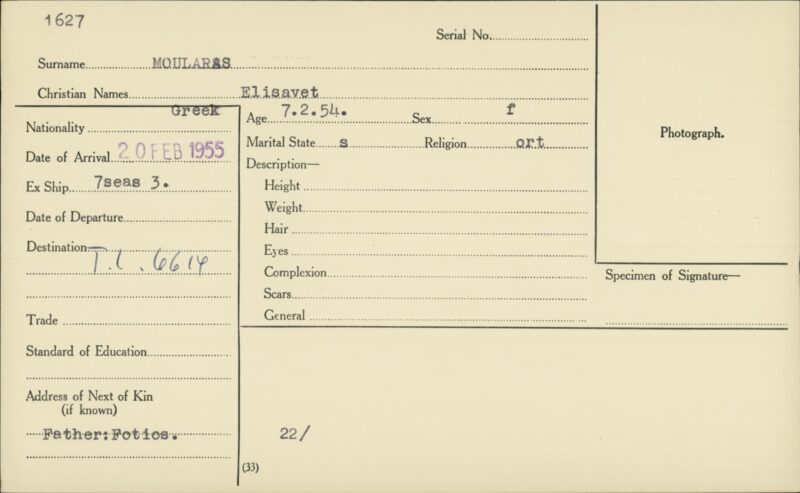 1627
Serial No.
Surname MOULARAS
Christian Names Elisavet
Nationality Greek
Age 7.2.54. Sex f
Date of Arrival 20 FEB 1955
Marital State s Religion ort
Photograph.
Ex Ship 7seas 3.
Description—
Height
Weight
Date of Departure
Hair
Destination T.C. 6614
Eyes
Complexion
Specimen of Signature—
Scars
Trade
General
Standard of Education
Address of Next of Kin
(if known)
Father:Fotios.
22/
(33)